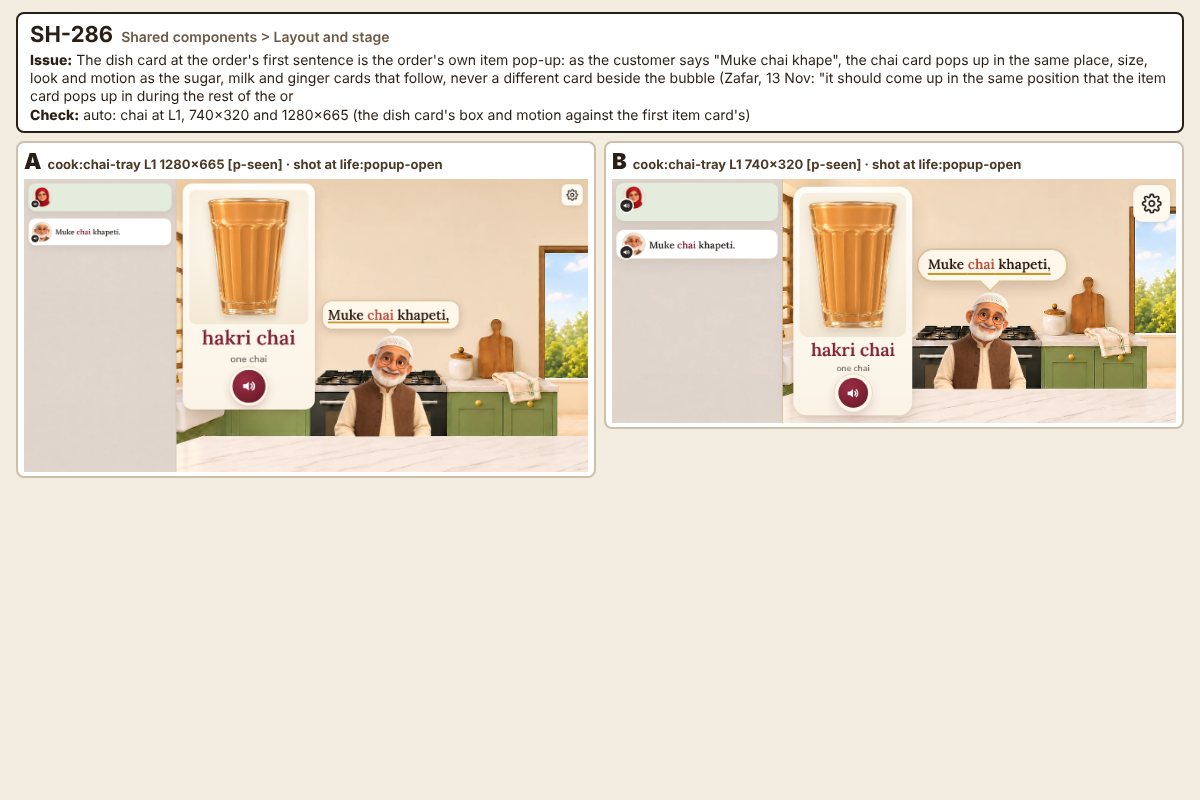 SH-286 Shared components > Layout and stage
Issue: The dish card at the order's first sentence is the order's own item pop-up: as the customer says "Muke chai khape", the chai card pops up in the same place, size,
look and motion as the sugar, milk and ginger cards that follow, never a different card beside the bubble (Zafar, 13 Nov: "it should come up in the same position that the item
card pops up in during the rest of the or
Check: auto: chai at L1, 740×320 and 1280×665 (the dish card's box and motion against the first item card's)
A cook:chai-tray L1 1280×665 [p-seen] · shot at life:popup-open
Muke chai khapeti.
hakri chai
one chai
Muke chai khapeti,
B cook:chai-tray L1 740×320 [p-seen] · shot at life:popup-open
Muke chai khapeti.
hakri chai
one chai
Muke chai khapeti,